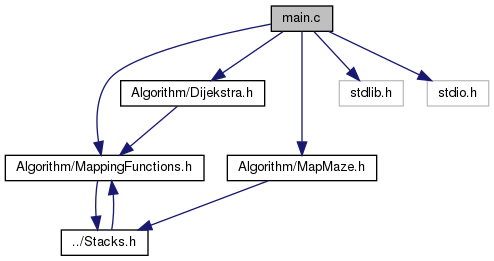 main.c
Algorithm/Dijekstra.h
stdlib.h
stdio.h
Algorithm/MappingFunctions.h
Algorithm/MapMaze.h
../Stacks.h